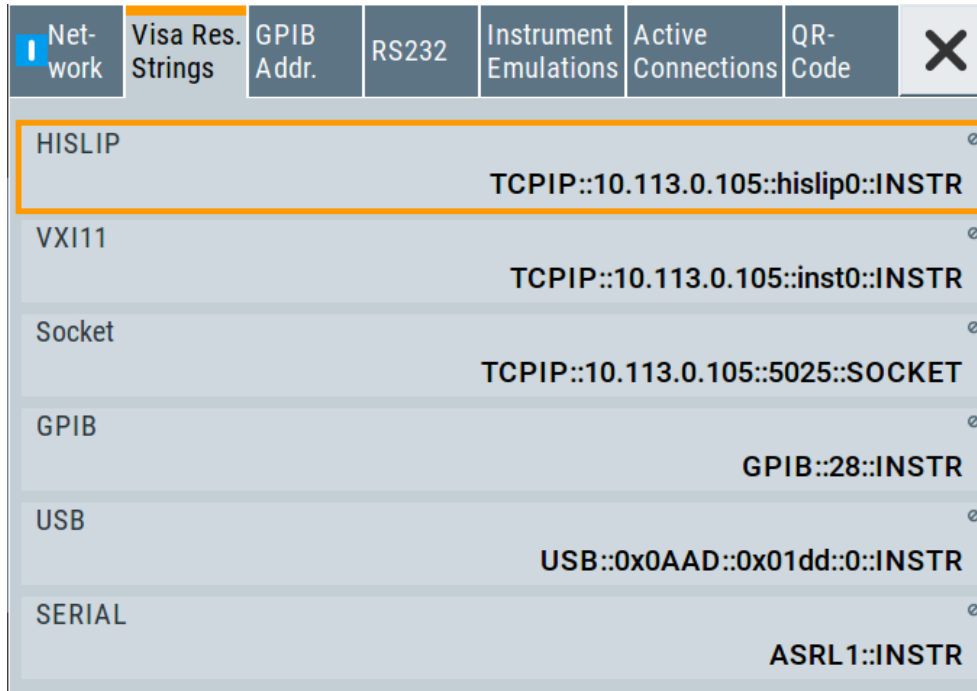 Net-
work
Visa Res.
Strings
GPIB
Addr.
RS232
Instrument
Emulations
Active
Connections
QR-
Code
HISLIP
TCPIP::10.113.0.105::hislip0::INSTR
VXI11
TCPIP::10.113.0.105::inst0::INSTR
Socket
TCPIP::10.113.0.105::5025::SOCKET
GPIB
GPIB::28::INSTR
USB
USB::0x0AAD::0x01dd::0::INSTR
SERIAL
ASRL1::INSTR